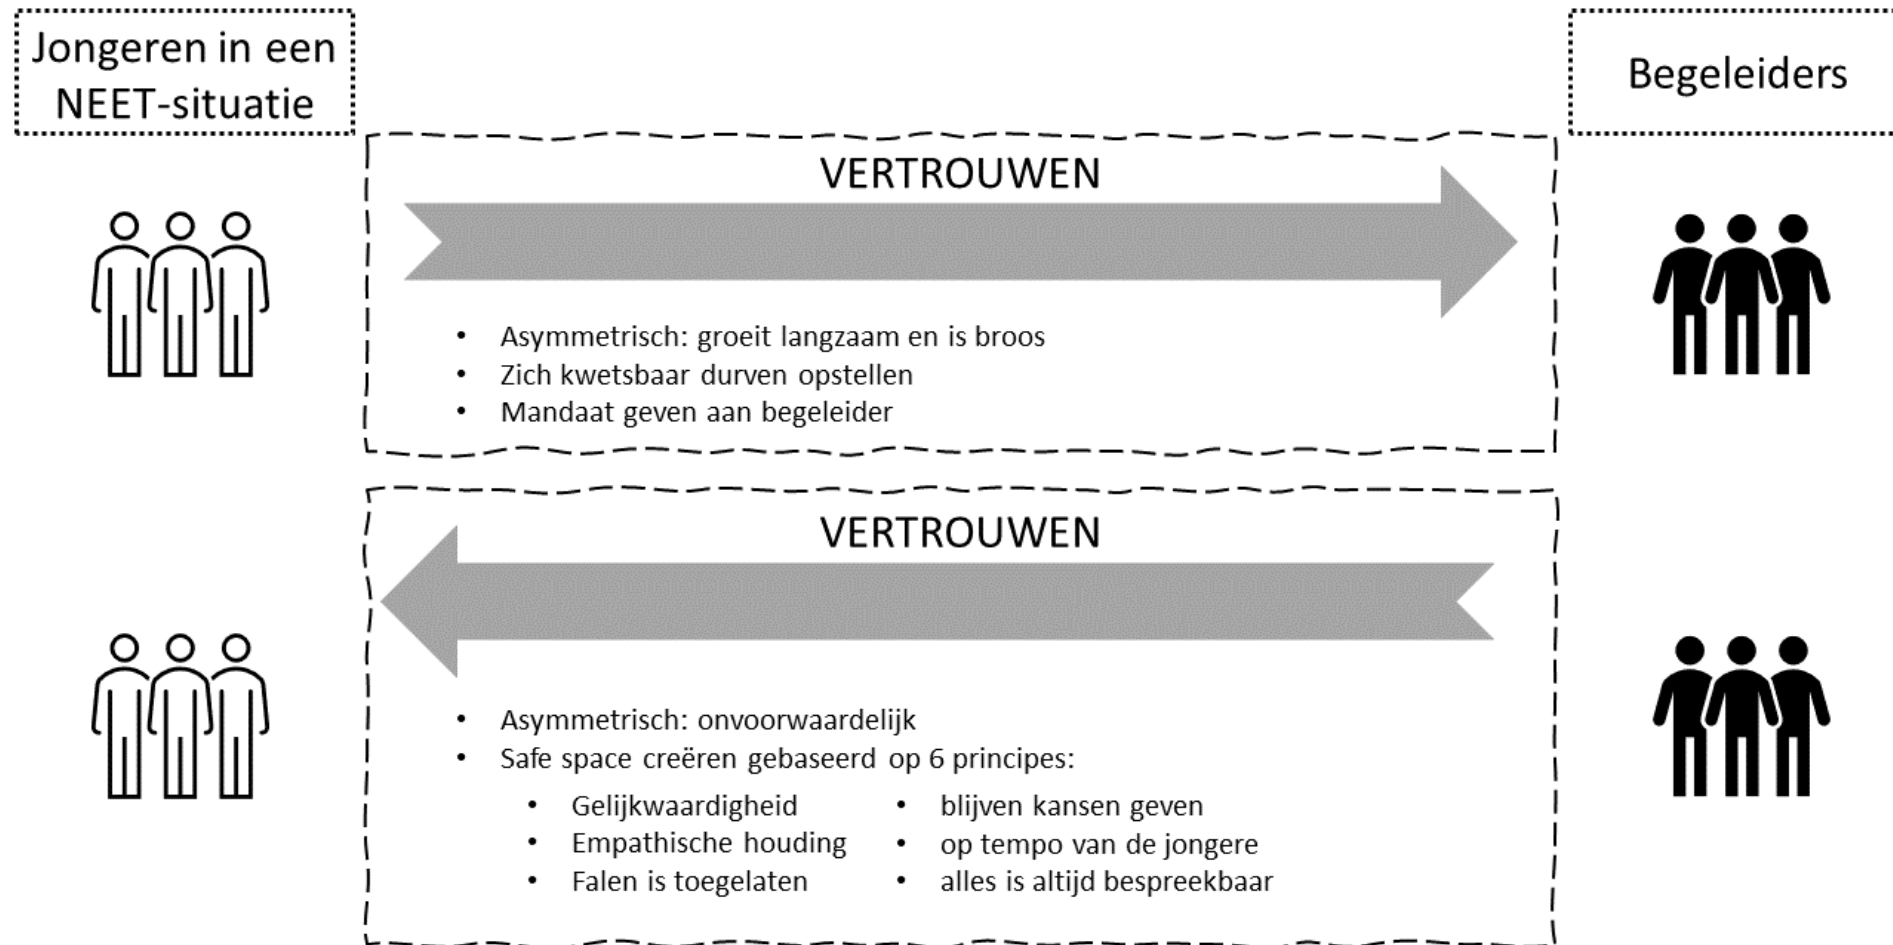 Jongeren in een
NEET-situatie
Begeleiders
VERTROUWEN
• Asymmetrisch: groeit langzaam en is broos
• Zich kwetsbaar durven opstellen
• Mandaat geven aan begeleider
VERTROUWEN
• Asymmetrisch: onvoorwaardelijk
• Safe space creëren gebaseerd op 6 principes:
• Gelijkwaardigheid
• Empathische houding
• Falen is toegelaten
• blijven kansen geven
• op tempo van de jongere
• alles is altijd bespreekbaar